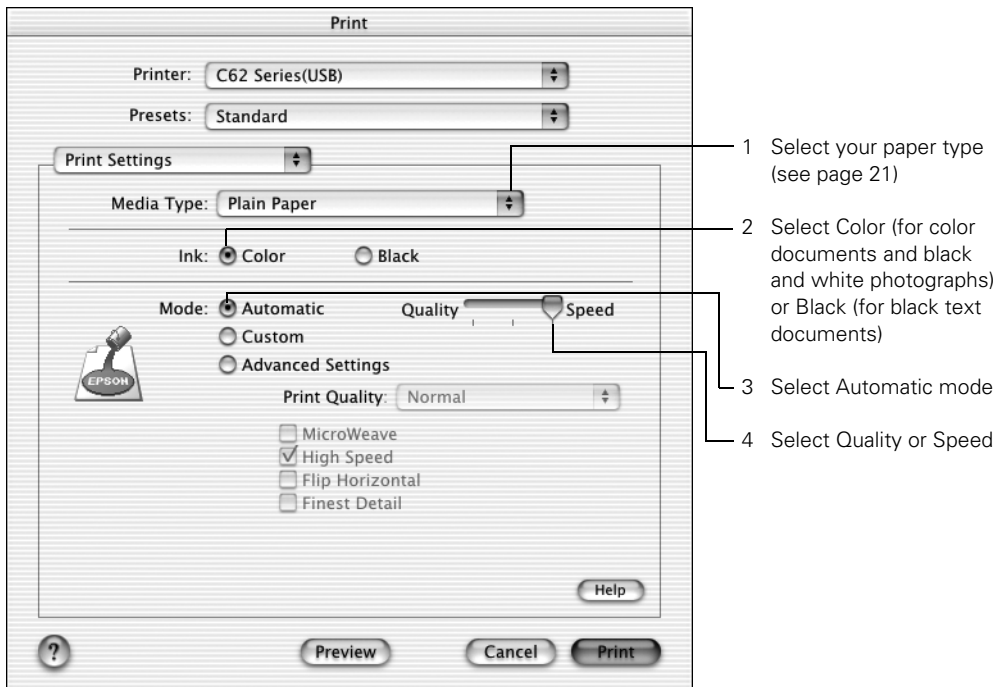 Print
Printer: C62 Series(USB)
Presets: Standard
Print Settings
Media Type: Plain Paper
Ink: Color Black
Mode: Automatic Quality Speed
Custom
Advanced Settings
EPSON
Print Quality: Normal
MicroWeave
High Speed
Flip Horizontal
Finest Detail
Help
? Preview Cancel Print
1 Select your paper type
(see page 21)
2 Select Color (for color
documents and black
and white photographs)
or Black (for black text
documents)
3 Select Automatic mode
4 Select Quality or Speed